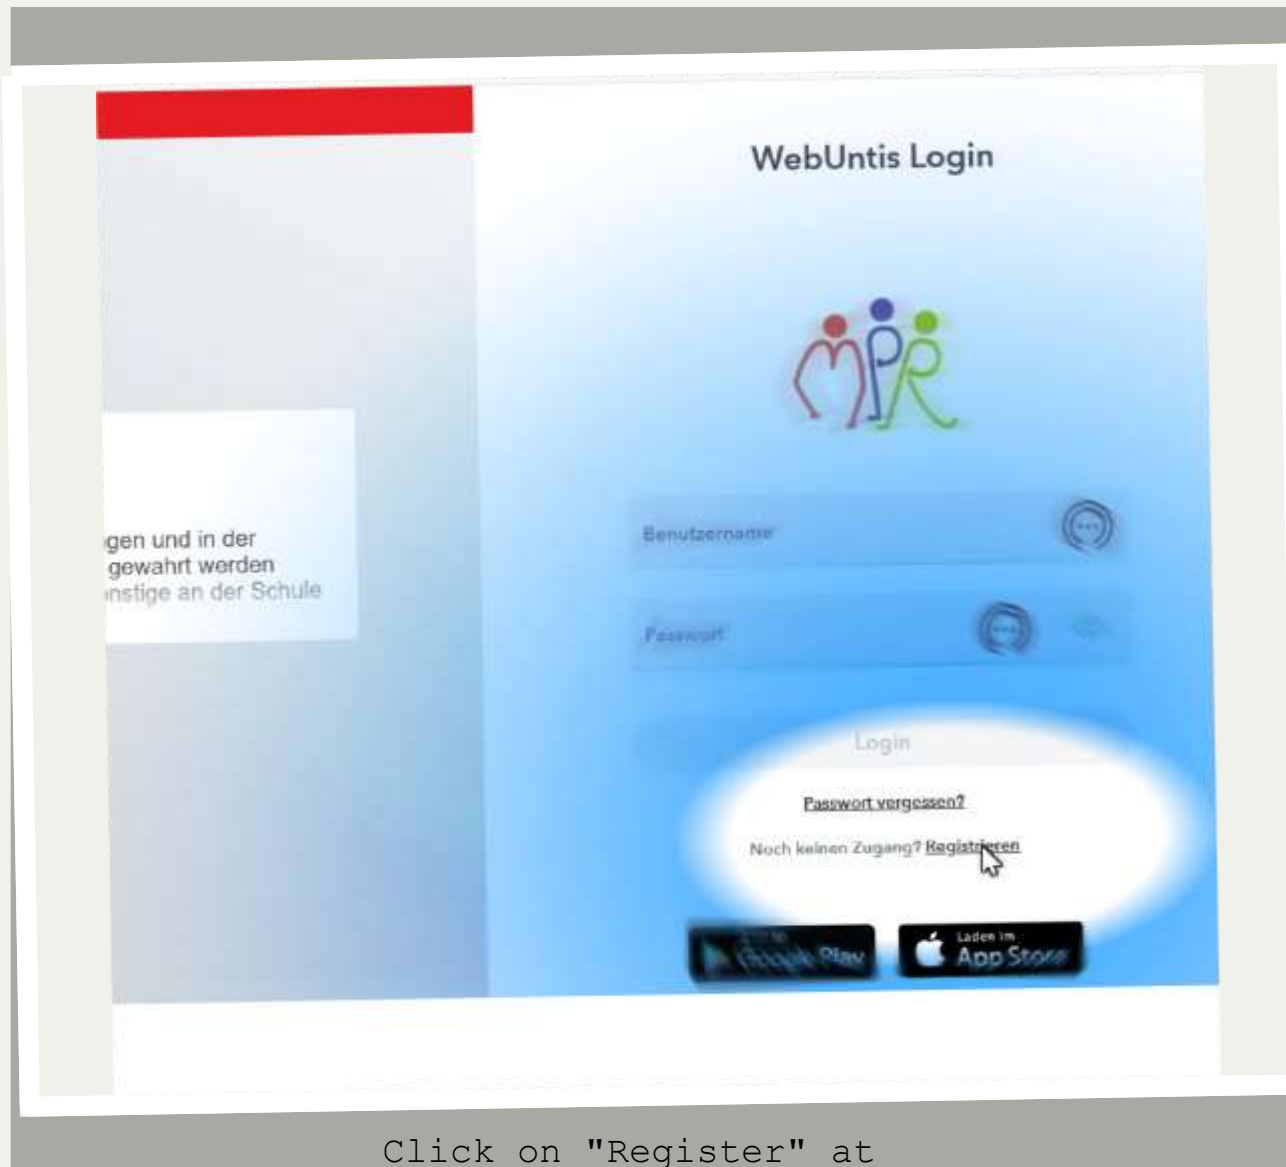 WebUntis Login
MPR
gen und in der
gewahrt werden
nstige an der Schule
Benutzername
Passwort
Login
Passwort vergessen?
Noch keinen Zugang? Registrieren
Google Play
Laden im
App Store
Click on "Register" at